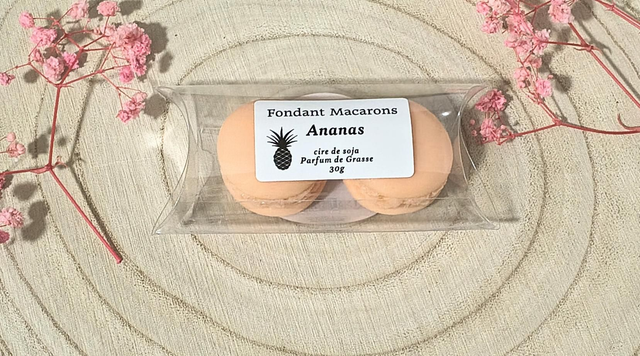 Fondant Macarons
Ananas
cire de soja
Parfum de Grasse
30g